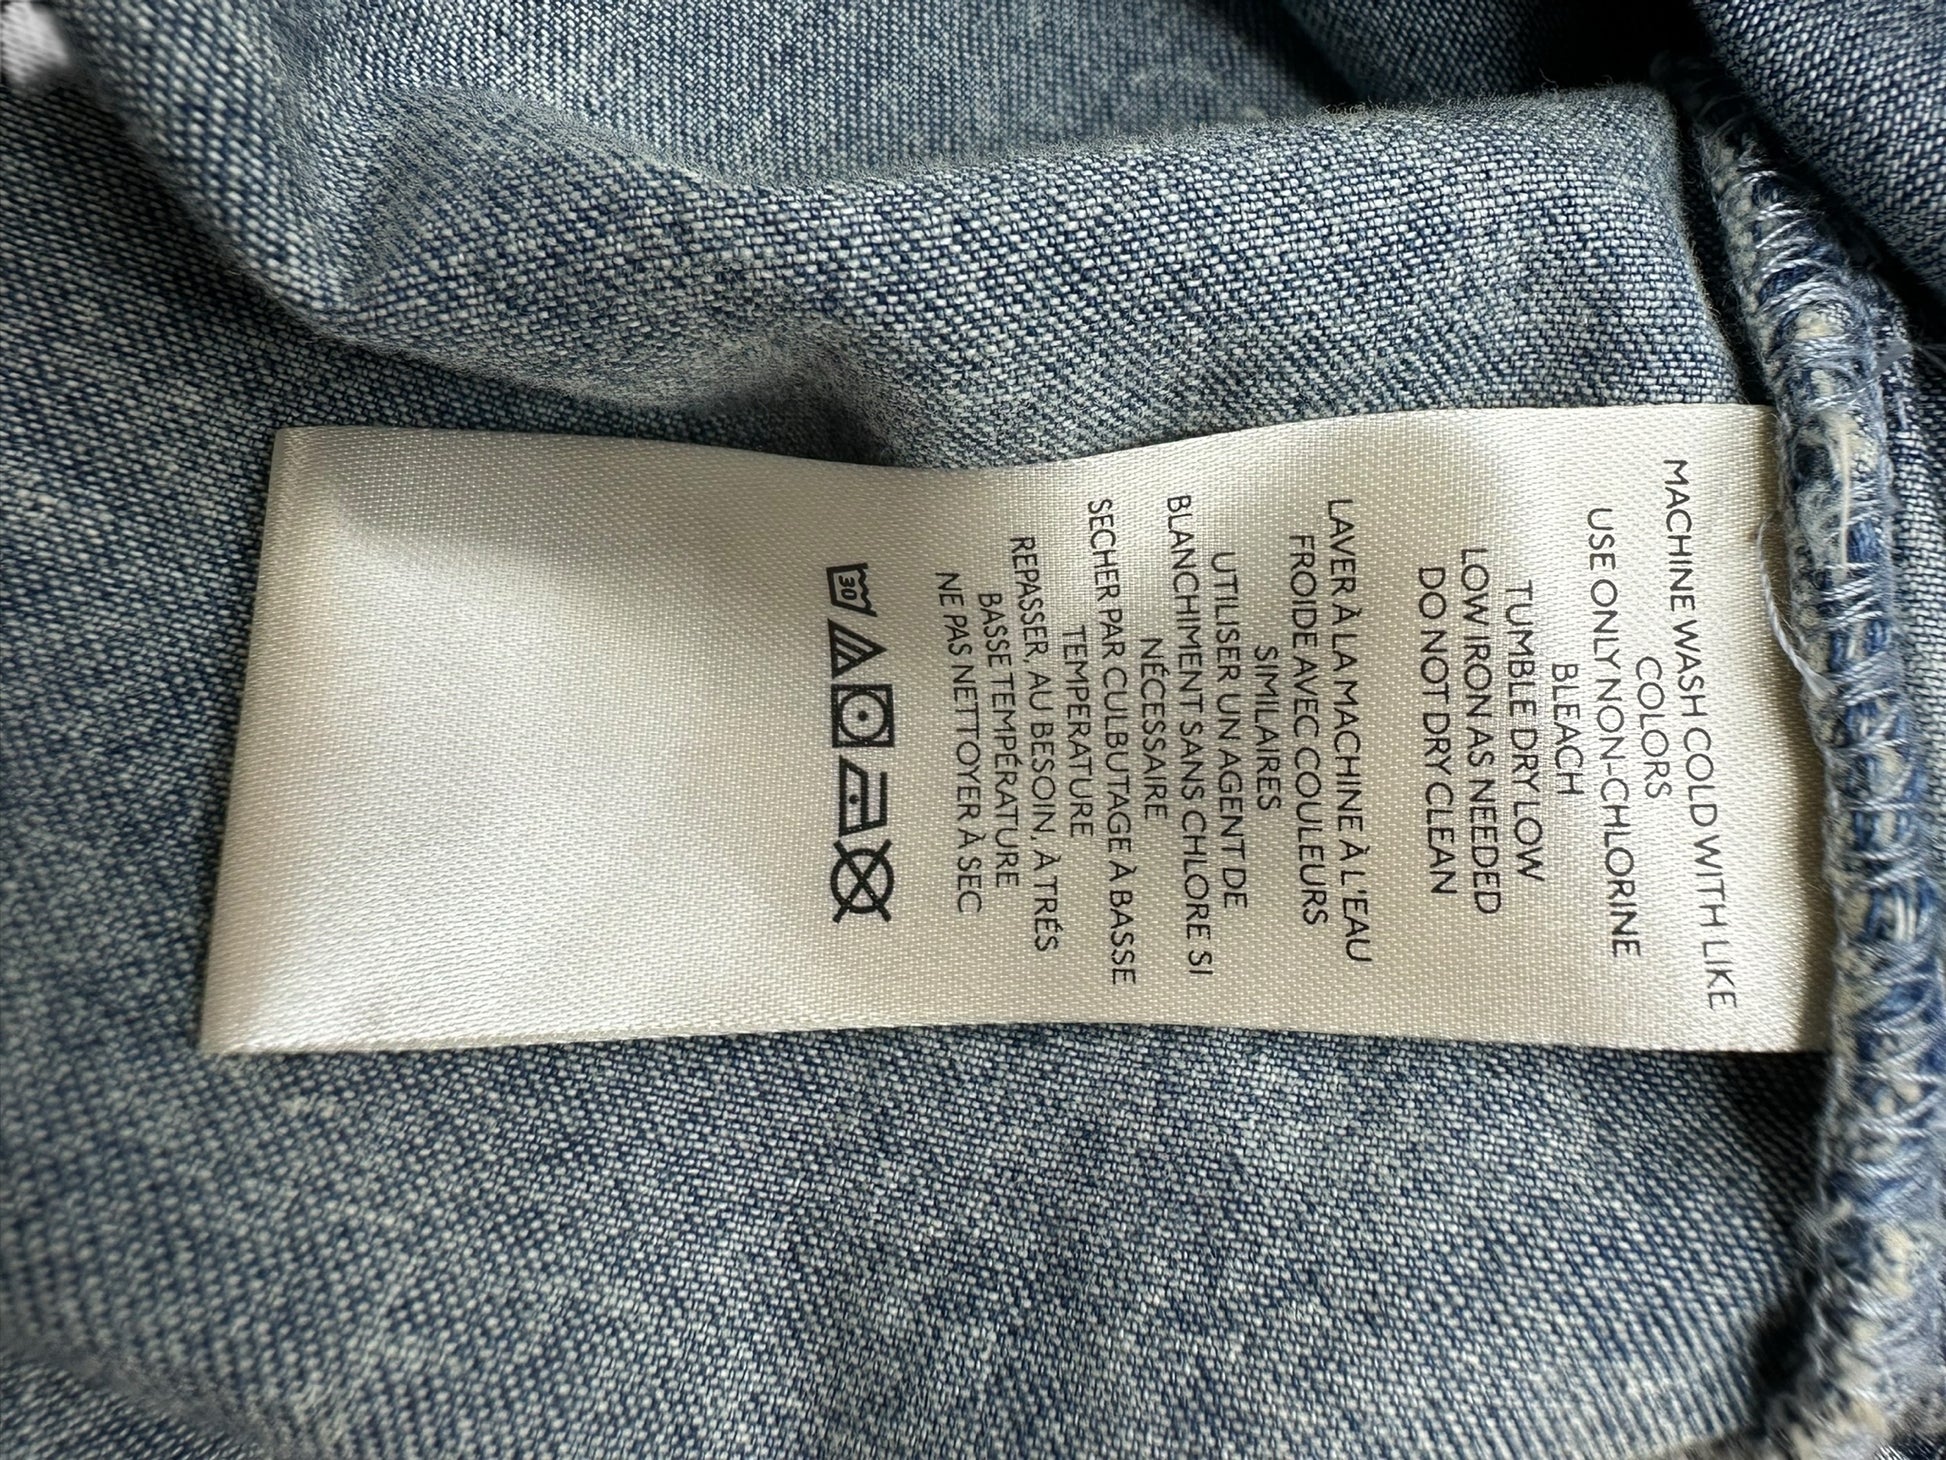 MACHINE WASH COLD WITH LIKE
COLORS
USE ONLY NON-CHLORINE
BLEACH
TUMBLE DRY LOW
LOW IRON AS NEEDED
DO NOT DRY CLEAN
LAVER À LA MACHINE À L'EAU
FROIDE AVEC COULEURS
SIMILAIRES
UTILISER UN AGENT DE
BLANCHIMENT SANS CHLORE SI
NÉCESSAIRE
SECHER PAR CULBUTAGE À BASSE
TEMPERATURE
REPASSER, AU BESOIN, À TRÉS
BASSE TEMPÉRATURE
NE PAS NETTOYER À SEC
30